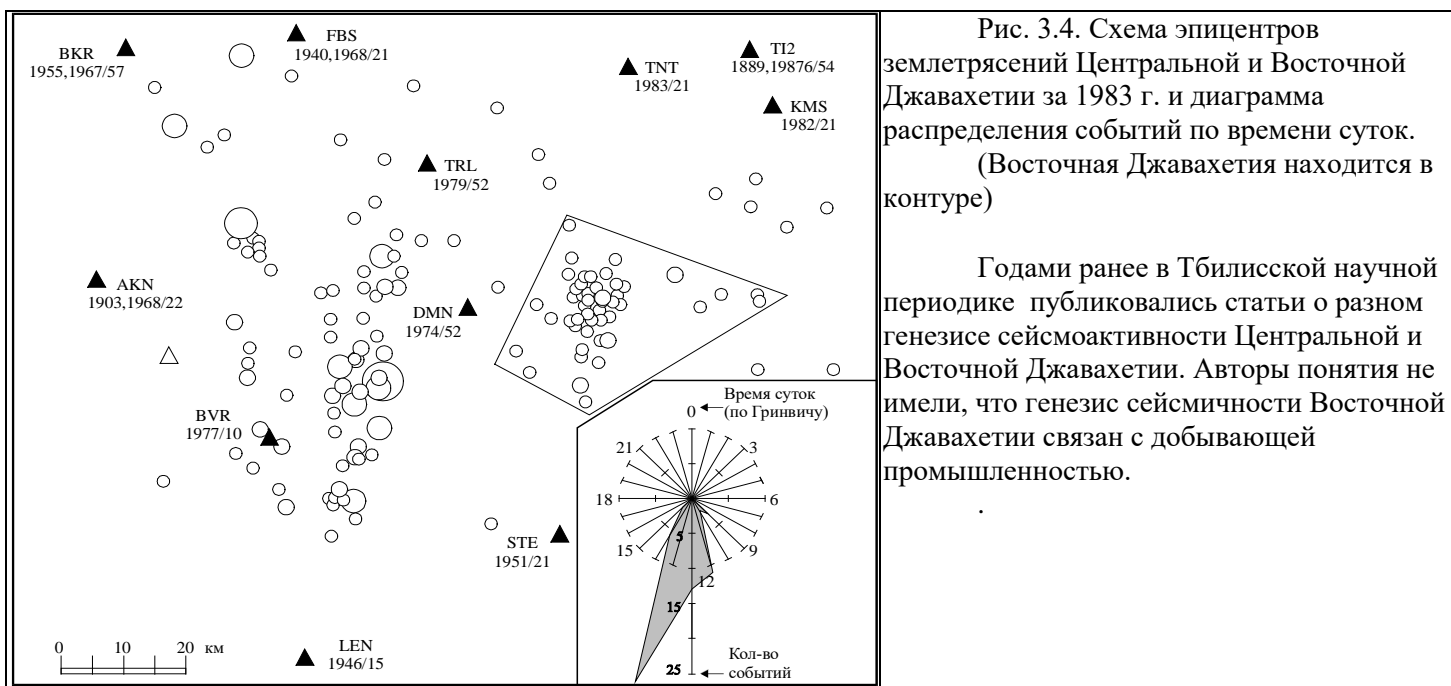 BKR
1955,1967/57
FBS
1940,1968/21
TNT
1983/21
TI2
1889,19876/54
KMS
1982/21
TRL
1979/52
AKN
1903,1968/22
DMN
1974/52
BVR
1977/10
STE
1951/21
LEN
1946/15
0 10 20 км
Время суток
(по Гринвичу)
0
3
6
9
12
15
18
21
5
15
25
Кол-во
событий
Рис. 3.4. Схема эпицентров
землетрясений Центральной и Восточной
Джавахетии за 1983 г. и диаграмма
распределения событий по времени суток.
(Восточная Джавахетия находится в
контуре)
Годами ранее в Тбилисской научной
периодике публиковались статьи о разном
генезисе сейсмоактивности Центральной и
Восточной Джавахетии. Авторы понятия не
имели, что генезис сейсмичности Восточной
Джавахетии связан с добывающей
промышленностью.
.